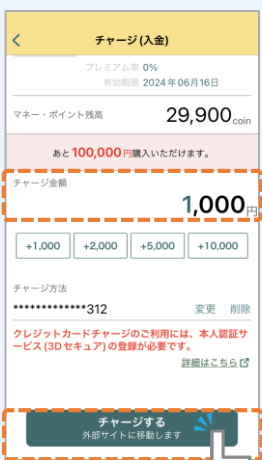 チャージ(入金)
プレミアム率 0%
有効期限 2024年06月16日
マネー・ポイント残高 29,900coin
あと100,000円購入いただけます。
チャージ金額
1,000円
+1,000 +2,000 +5,000 +10,000
チャージ方法
*************312 変更 削除
クレジットカードチャージのご利用には、本人認証サ
ービス(3Dセキュア)の登録が必要です。
詳細はこちら
チャージする
外部サイトに移動します